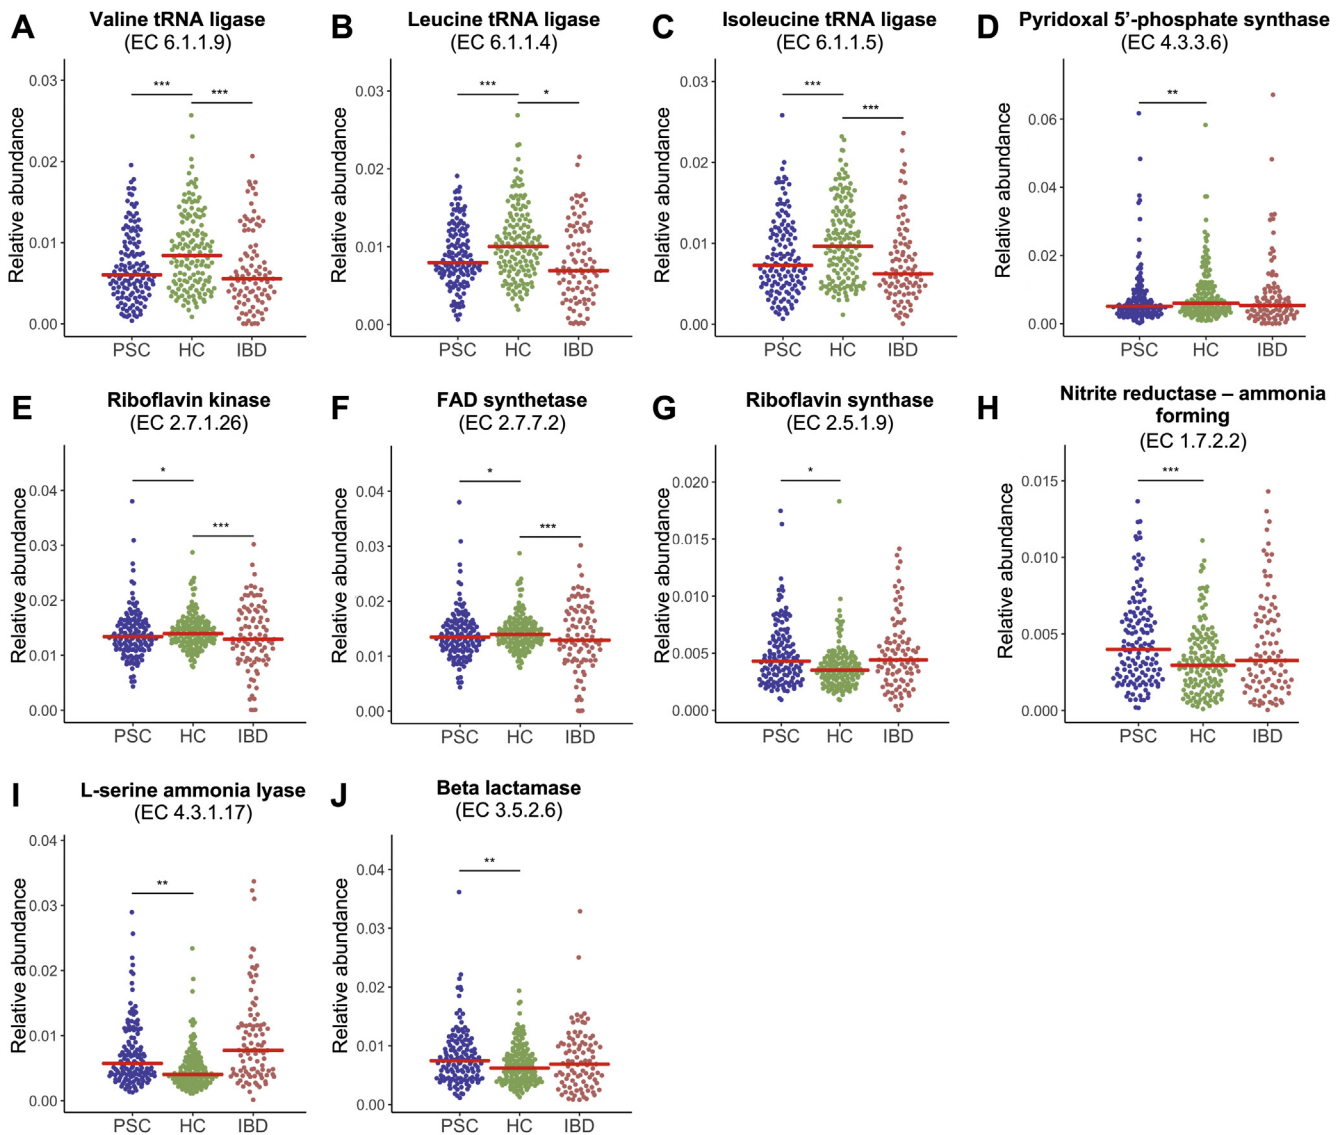 A
Valine tRNA ligase
(EC 6.1.1.9)
Relative abundance
0.03
0.02
0.01
0.00
***
***
PSC HC IBD
B
Leucine tRNA ligase
(EC 6.1.1.4)
Relative abundance
0.03
0.02
0.01
0.00
***
*
PSC HC IBD
C
Isoleucine tRNA ligase
(EC 6.1.1.5)
Relative abundance
0.03
0.02
0.01
0.00
***
***
PSC HC IBD
D
Pyridoxal 5’-phosphate synthase
(EC 4.3.3.6)
Relative abundance
0.06
0.04
0.02
0.00
**
PSC HC IBD
E
Riboflavin kinase
(EC 2.7.1.26)
Relative abundance
0.04
0.03
0.02
0.01
0.00
*
***
PSC HC IBD
F
FAD synthetase
(EC 2.7.7.2)
Relative abundance
0.04
0.03
0.02
0.01
0.00
*
***
PSC HC IBD
G
Riboflavin synthase
(EC 2.5.1.9)
Relative abundance
0.020
0.015
0.010
0.005
0.000
*
PSC HC IBD
H
Nitrite reductase – ammonia
forming
(EC 1.7.2.2)
Relative abundance
0.015
0.010
0.005
0.000
***
PSC HC IBD
I
L-serine ammonia lyase
(EC 4.3.1.17)
Relative abundance
0.04
0.03
0.02
0.01
0.00
**
PSC HC IBD
J
Beta lactamase
(EC 3.5.2.6)
Relative abundance
0.04
0.03
0.02
0.01
0.00
**
PSC HC IBD